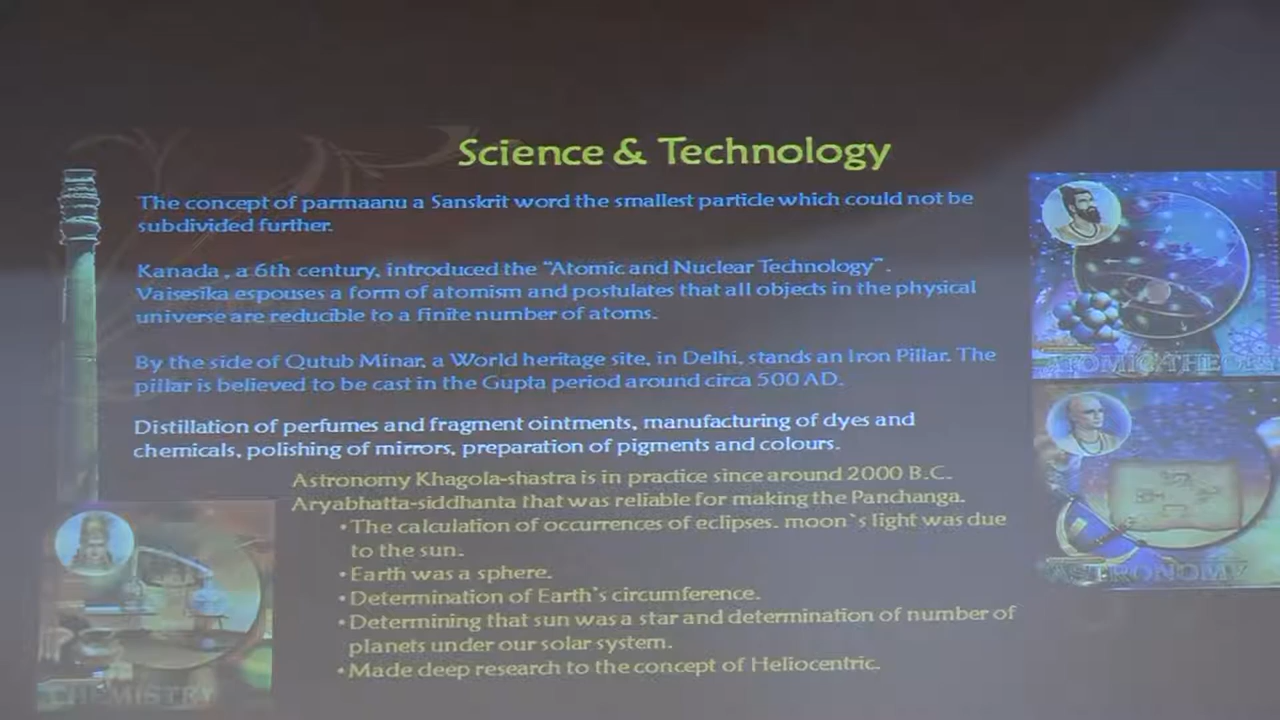 Science & Technology
The concept of parmaanu a Sanskrit word the smallest particle which could not be
subdivided further.
Kanada , a 6th century, introduced the "Atomic and Nuclear Technology".
Vaisesika espouses a form of atomism and postulates that all objects in the physical
universe are reducible to a finite number of atoms.
By the side of Qutub Minar, a World heritage site, in Delhi, stands an Iron Pillar. The
pillar is believed to be cast in the Gupta period around circa 500 AD.
Distillation of perfumes and fragment ointments, manufacturing of dyes and
chemicals, polishing of mirrors, preparation of pigments and colours.
Astronomy Khagola-shastra is in practice since around 2000 B.C.
Aryabhatta-siddhanta that was reliable for making the Panchanga.
•The calculation of occurrences of eclipses. moon`s light was due
to the sun.
•Earth was a sphere.
•Determination of Earth's circumference.
•Determining that sun was a star and determination of number of
planets under our solar system.
•Made deep research to the concept of Heliocentric.
ATOMIC THEORY
ASTRONOMY
CHEMISTRY